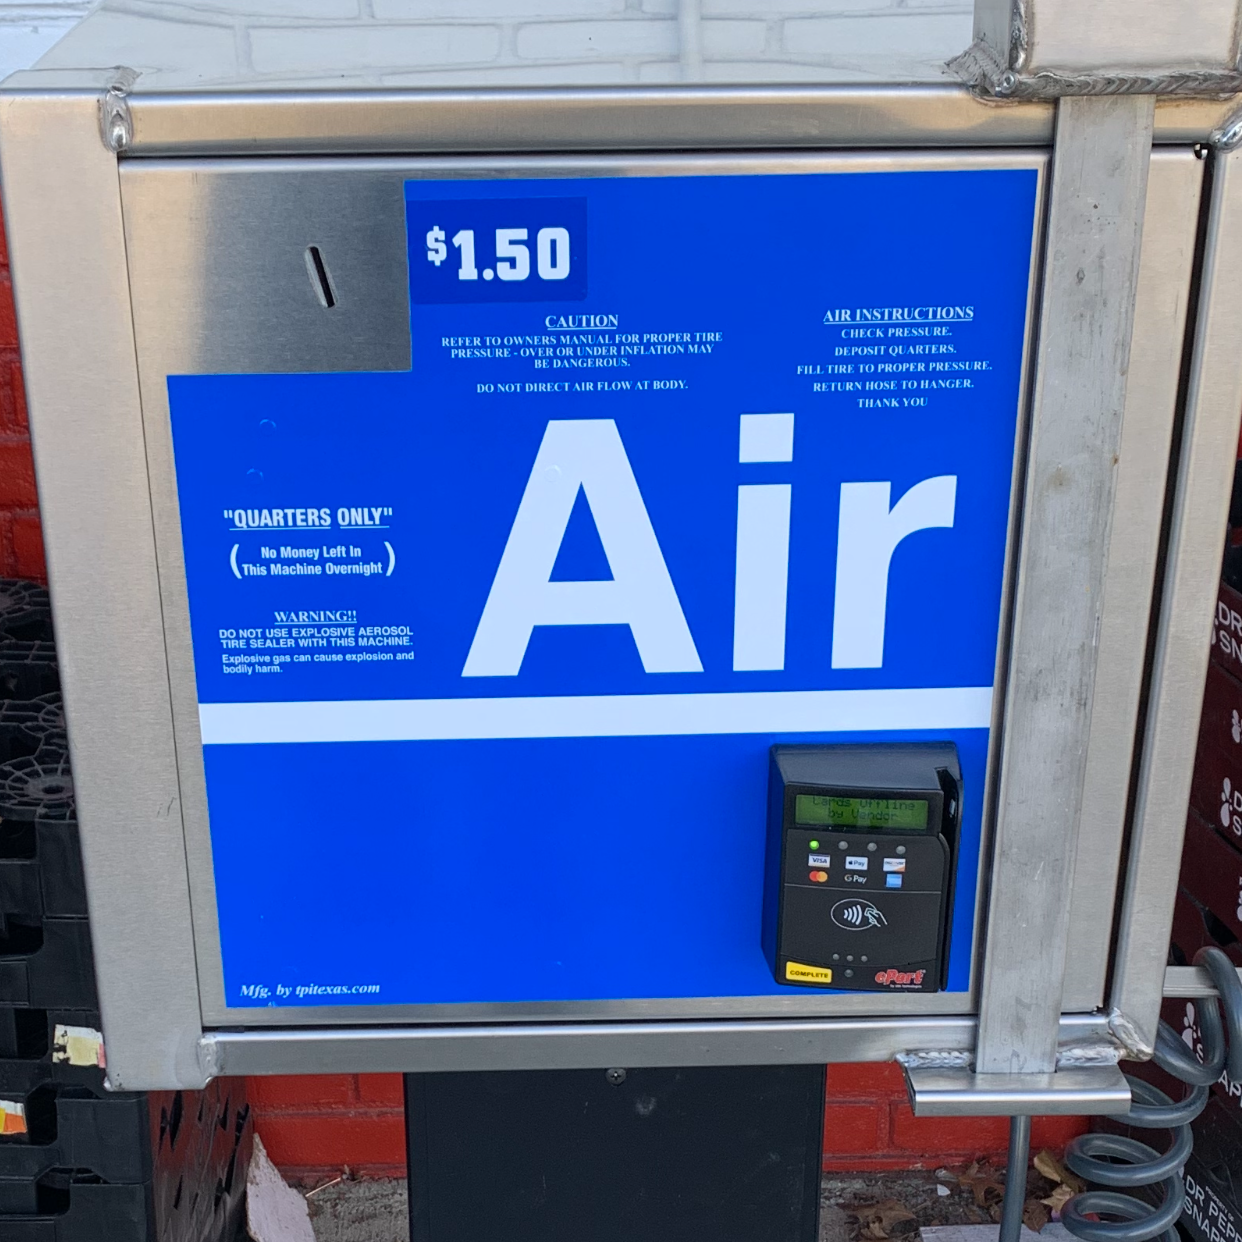 $1.50
CAUTION
REFER TO OWNERS MANUAL FOR PROPER TIRE
PRESSURE - OVER OR UNDER INFLATION MAY
BE DANGEROUS.
DO NOT DIRECT AIR FLOW AT BODY.
AIR INSTRUCTIONS
CHECK PRESSURE.
DEPOSIT QUARTERS.
FILL TIRE TO PROPER PRESSURE.
RETURN HOSE TO HANGER.
THANK YOU
Air
"QUARTERS ONLY"
(No Money Left In
This Machine Overnight)
WARNING!!
DO NOT USE EXPLOSIVE AEROSOL
TIRE SEALER WITH THIS MACHINE.
Explosive gas can cause explosion and
bodily harm.
Cards Offline
by Vendor
VISA
Pay
G Pay
COMPLETE
ePort
Mfg. by tpitexas.com
DR PEPP
SNAPP